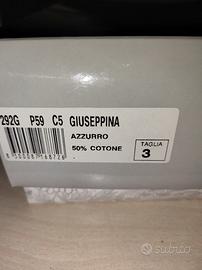 292G P59 C5 GIUSEPPINA
AZZURRO
50% COTONE
TAGLIA
3
subito